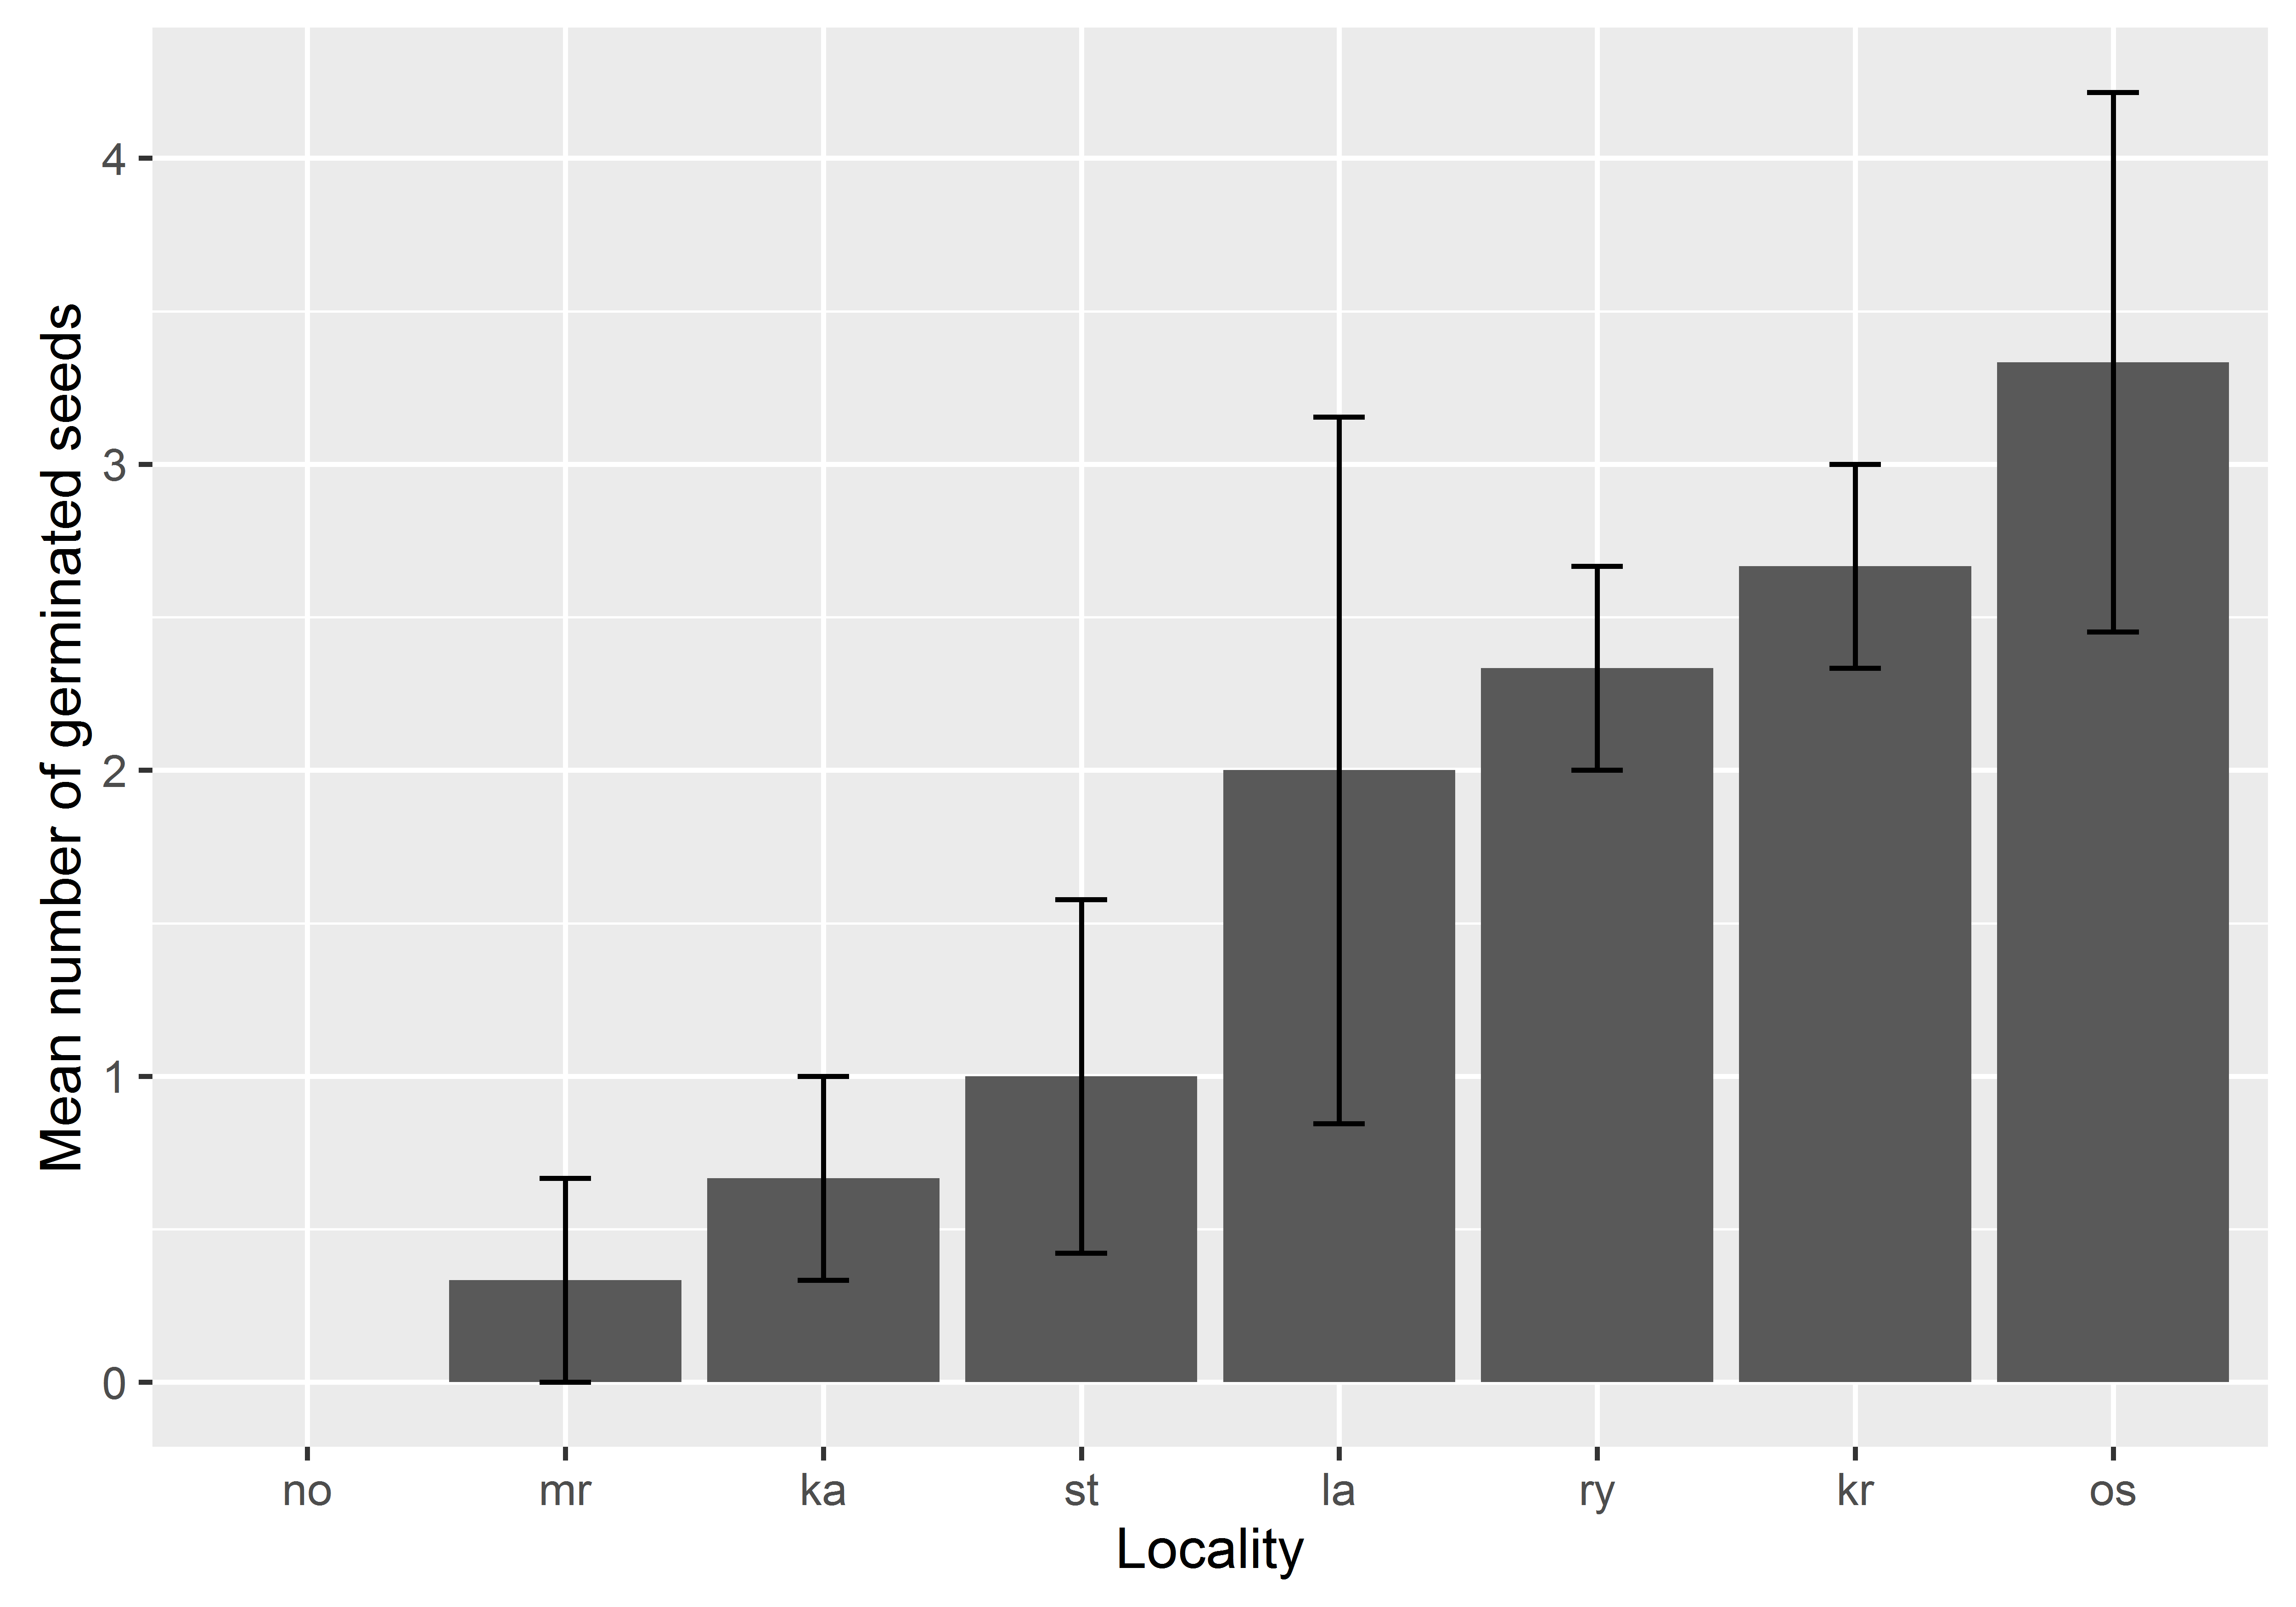 Mean number of germinated seeds
4
3
2
1
0
no mr ka st la ry kr os
Locality